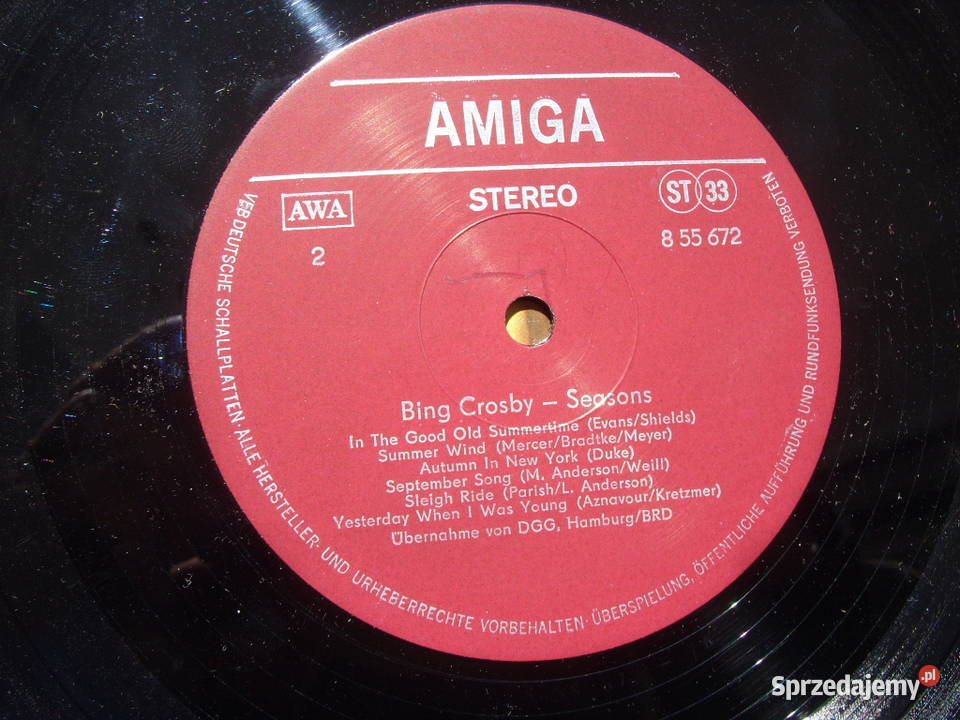 AMIGA
AWA
STEREO
ST 33
2
8 55 672
Bing Crosby – Seasons
In The Good Old Summertime (Evans/Shields)
Summer Wind (Mercer/Bradtke/Meyer)
Autumn In New York (Duke)
September Song (M. Anderson/Weill)
Sleigh Ride (Parish/L. Anderson)
Yesterday When I Was Young (Aznavour/Kretzmer)
Übernahme von DGG, Hamburg/BRD
VEB DEUTSCHE SCHALLPLATTEN · ALLE HERSTELLER- UND URHEBERRECHTE VORBEHALTEN · ÜBERSPIELUNG, ÖFFENTLICHE AUFFÜHRUNG UND RUNDFUNKSENDUNG VERBOTEN
Sprzedajemy.pl